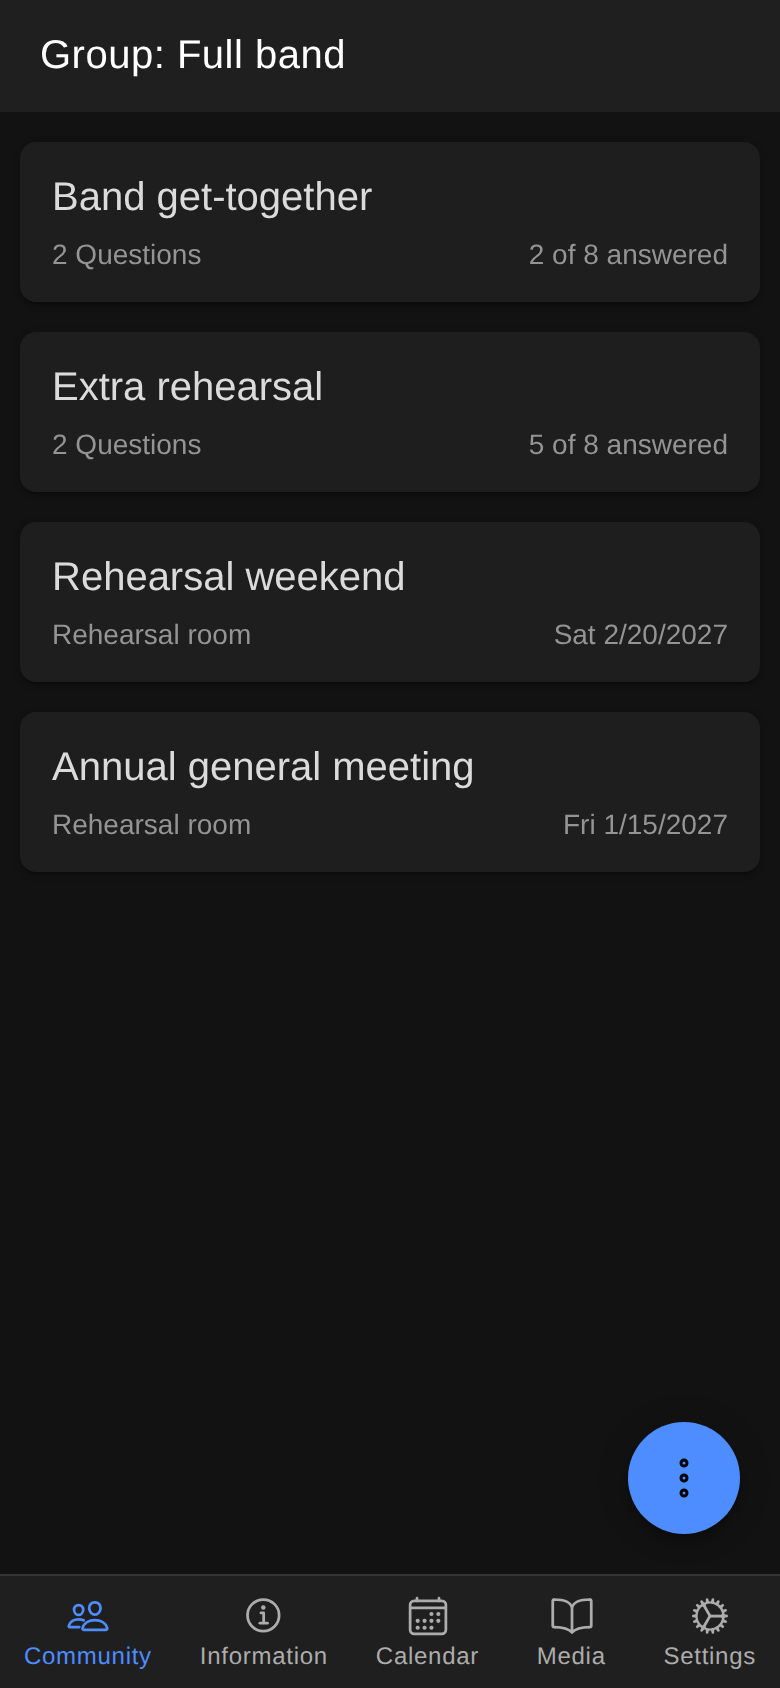 Group: Full band
Band get-together
2 Questions 2 of 8 answered
Extra rehearsal
2 Questions 5 of 8 answered
Rehearsal weekend
Rehearsal room Sat 2/20/2027
Annual general meeting
Rehearsal room Fri 1/15/2027
Community Information Calendar Media Settings